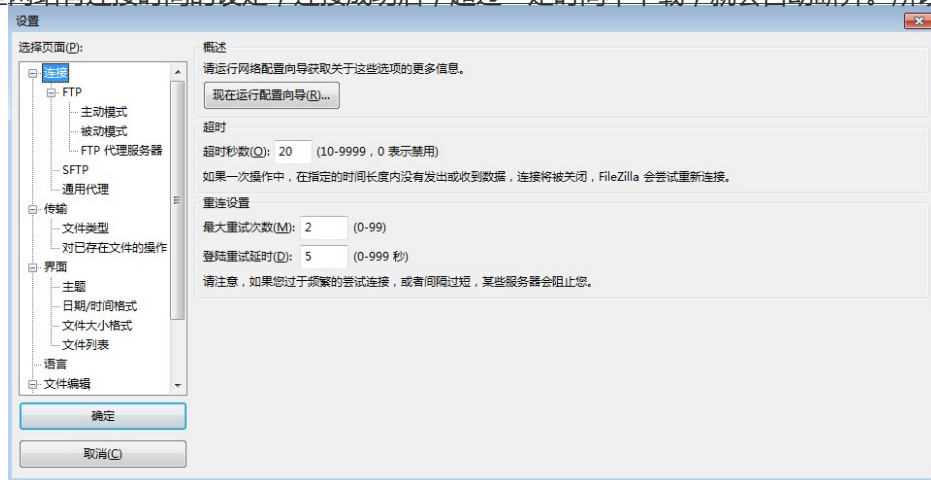 设置
选择页面(P):
连接
FTP
主动模式
被动模式
FTP 代理服务器
SFTP
通用代理
传输
文件类型
对已存在文件的操作
界面
主题
日期/时间格式
文件大小格式
文件列表
语言
文件编辑
确定
取消(C)
概述
请运行网络配置向导获取关于这些选项的更多信息。
现在运行配置向导(R)...
超时
超时秒数(O): 20 (10-9999，0 表示禁用)
如果一次操作中，在指定的时间长度内没有发出或收到数据，连接将被关闭，FileZilla 会尝试重新连接。
重连设置
最大重试次数(M): 2 (0-99)
登陆重试延时(D): 5 (0-999 秒)
请注意，如果您过于频繁的尝试连接，或者间隔过短，某些服务器会阻止您。